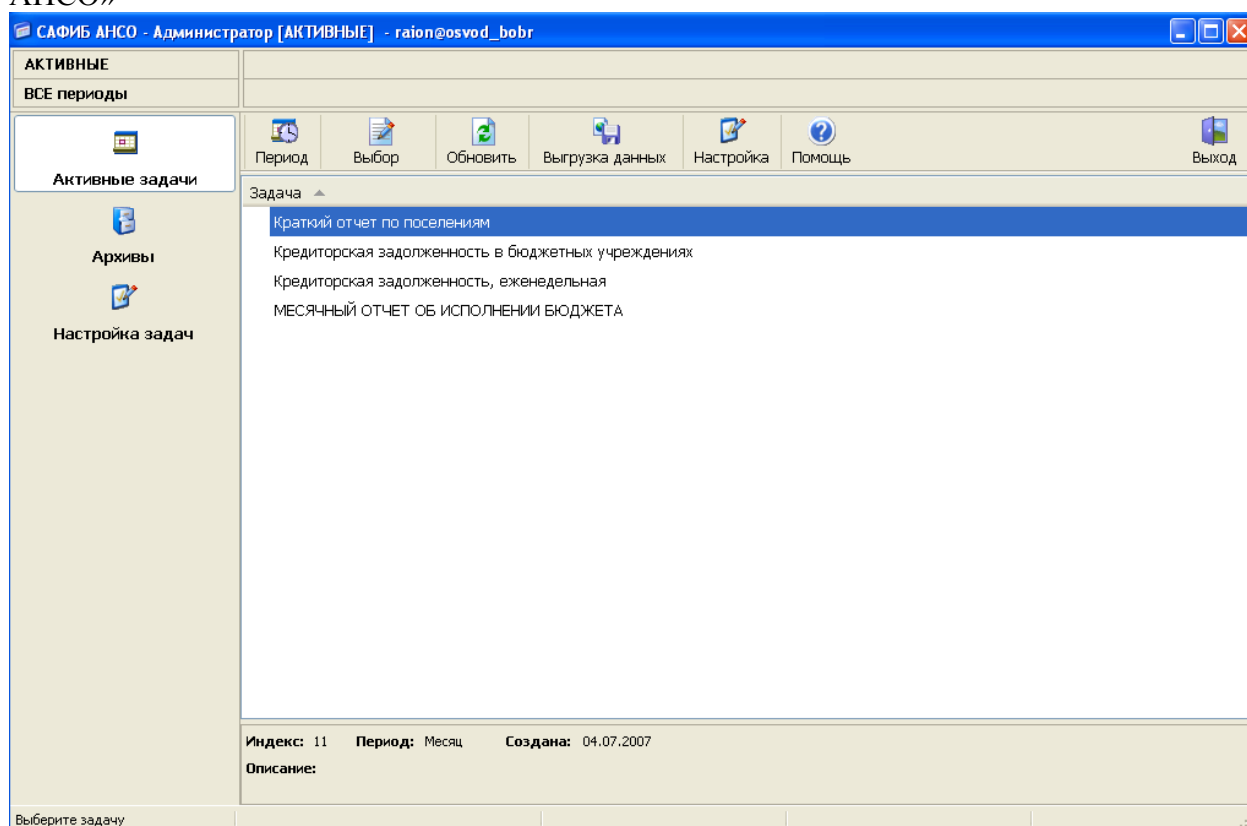 АНСО»
САФИБ АНСО - Администратор [АКТИВНЫЕ] - raion@osvod_bobr
АКТИВНЫЕ
ВСЕ периоды
Период Выбор Обновить Выгрузка данных Настройка Помощь Выход
Активные задачи
Архивы
Настройка задач
Задача
Краткий отчет по поселениям
Кредиторская задолженность в бюджетных учреждениях
Кредиторская задолженность, еженедельная
МЕСЯЧНЫЙ ОТЧЕТ ОБ ИСПОЛНЕНИИ БЮДЖЕТА
Индекс: 11 Период: Месяц Создана: 04.07.2007
Описание:
Выберите задачу